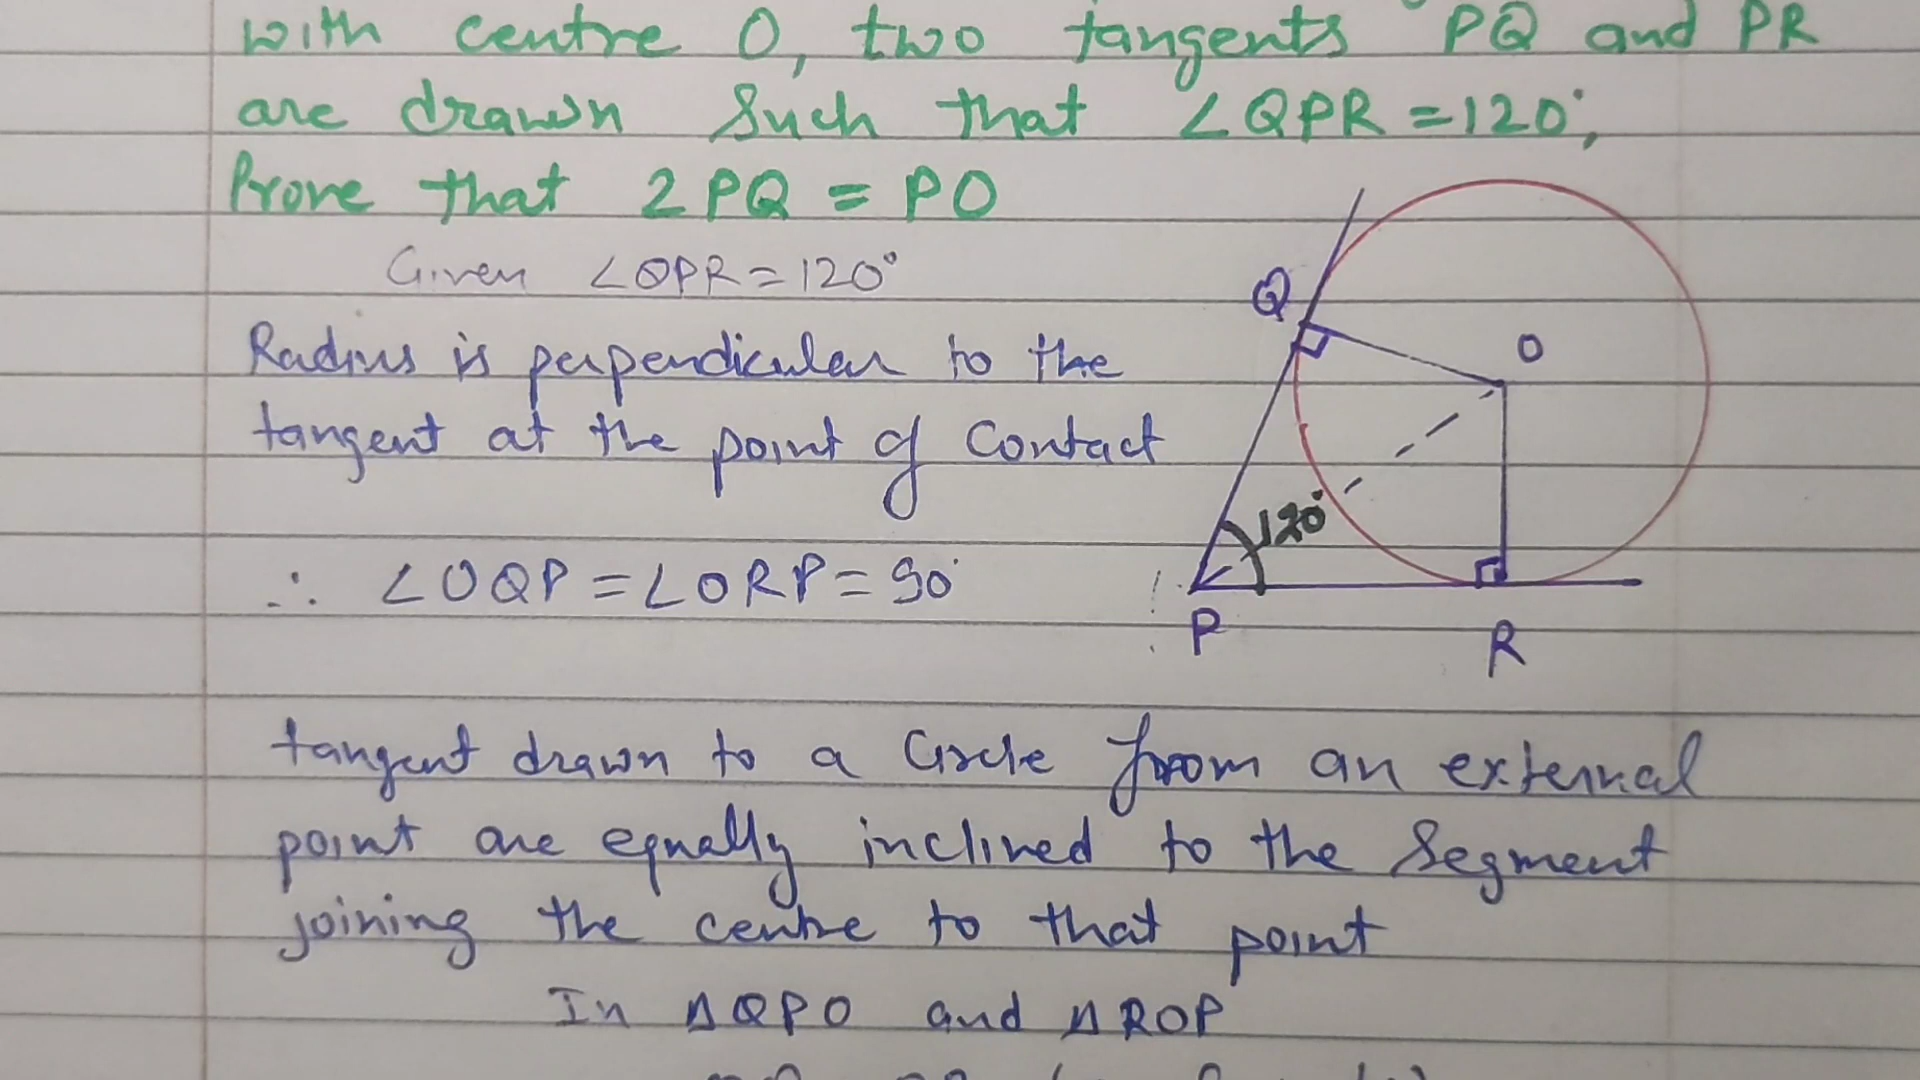 with centre O, two tangents PQ and PR
are drawn such that ∠QPR = 120°,
Prove that 2PQ = PO
Given ∠QPR = 120°
Radius is perpendicular to the
tangent at the point of contact
∴ ∠OQP = ∠ORP = 90°
Q
O
120°
P
R
tangent drawn to a circle from an external
point are equally inclined to the segment
joining the centre to that point
In ΔQPO and ΔROP